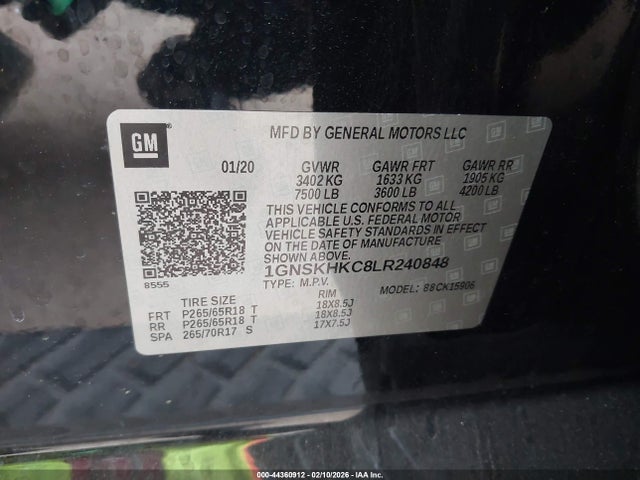 GM
MFD BY GENERAL MOTORS LLC
01/20 GVWR GAWR FRT GAWR RR
3402 KG 1633 KG 1905 KG
7500 LB 3600 LB 4200 LB
THIS VEHICLE CONFORMS TO ALL
APPLICABLE U.S. FEDERAL MOTOR
VEHICLE SAFETY STANDARDS IN EFFECT
ON THE DATE OF MANUFACTURE SHOWN ABOVE.
1GNSKHKC8LR240848
8555
TYPE: M.P.V. MODEL: 88CK15906
TIRE SIZE RIM
FRT P265/65R18 T 18X8.5J
RR P265/65R18 T 18X8.5J
SPA 265/70R17 S 17X7.5J
000-44360912 - 02/10/2026 - IAA Inc.